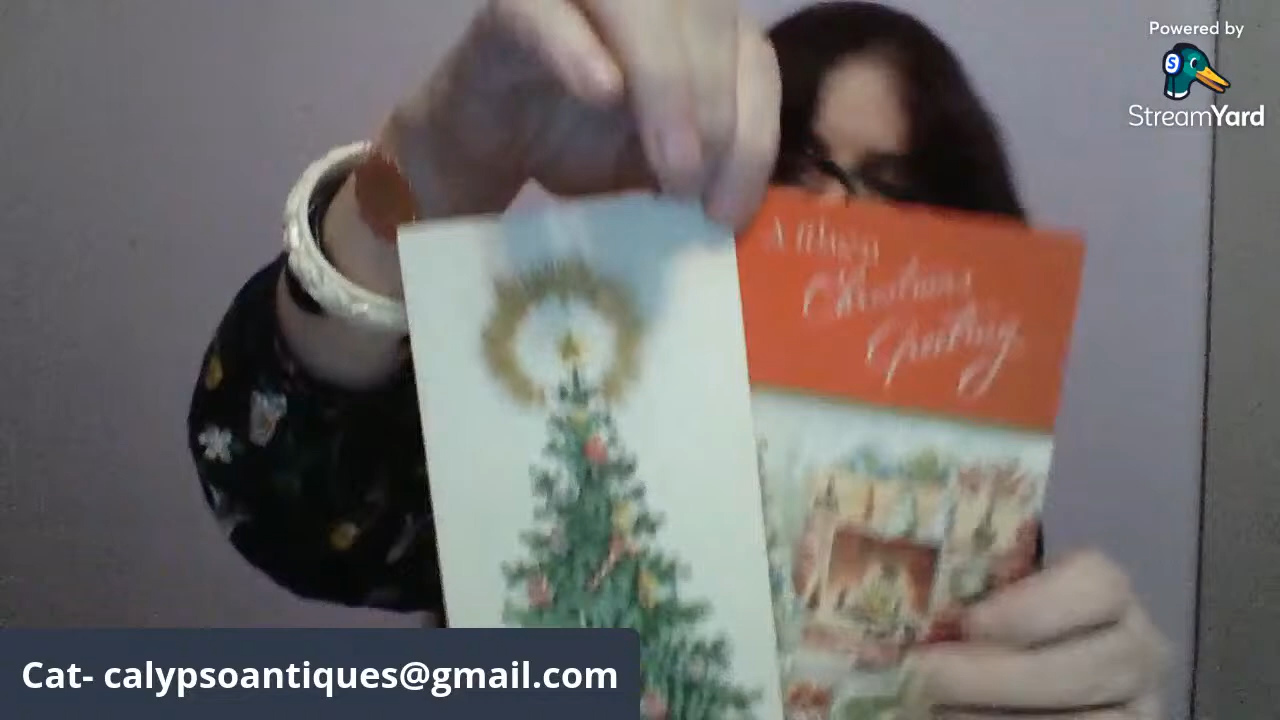 Powered by
S
StreamYard
A Merry
Christmas
Greeting
Cat- calypsoantiques@gmail.com